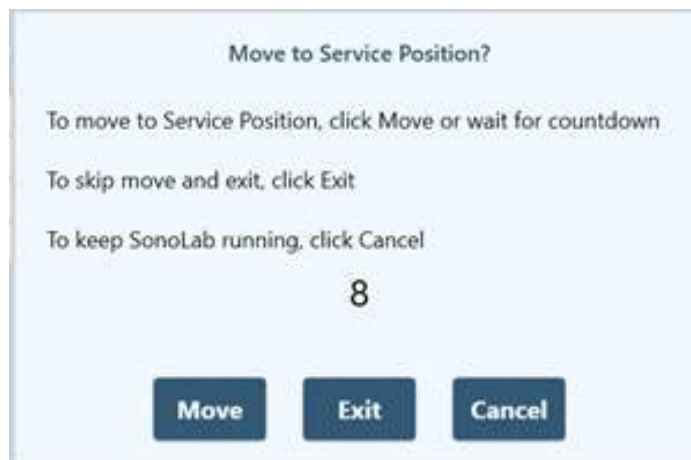 Move to Service Position?
To move to Service Position, click Move or wait for countdown
To skip move and exit, click Exit
To keep SonoLab running, click Cancel
8
Move Exit Cancel